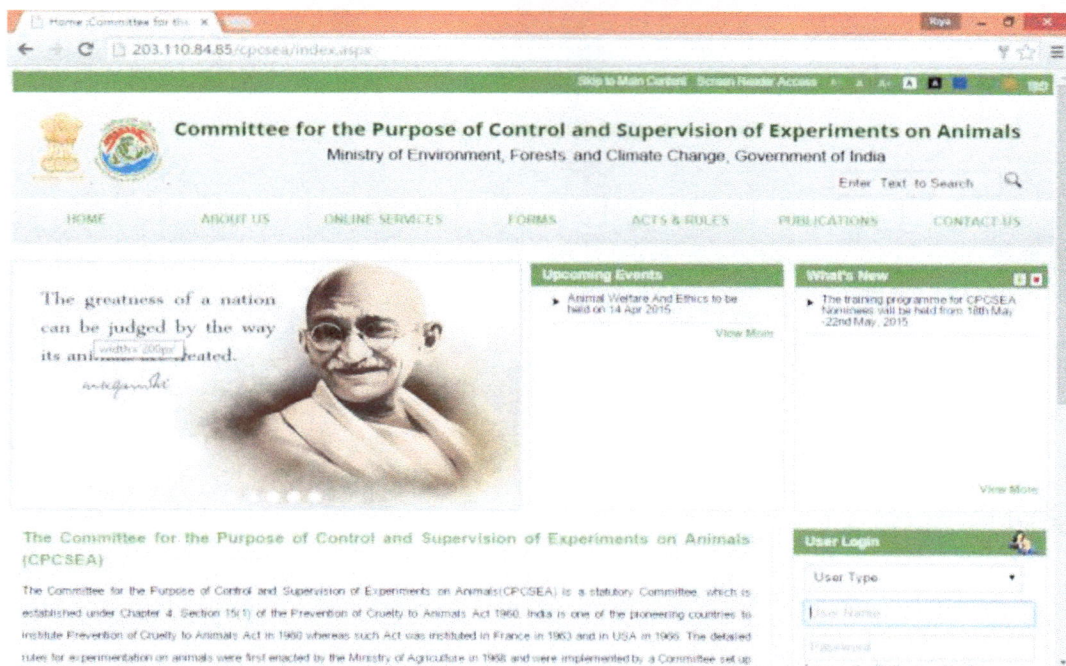 Home :Committee for the
Riya
203.110.84.85/cpcsea/index.aspx
Skip to Main Content Screen Reader Access A- A A+ A A
Committee for the Purpose of Control and Supervision of Experiments on Animals
Ministry of Environment, Forests and Climate Change, Government of India
Enter Text to Search
HOME ABOUT US ONLINE SERVICES FORMS ACTS & RULES PUBLICATIONS CONTACT US
The greatness of a nation
can be judged by the way
its treated.
width: 200px
Upcoming Events
Animal Welfare And Ethics to be
held on 14 Apr 2015
View More
What's New
The training programme for CPCSEA
Nominees will be held from 18th May
-22nd May, 2015
View More
The Committee for the Purpose of Control and Supervision of Experiments on Animals
(CPCSEA)
The Committee for the Purpose of Control and Supervision of Experiments on Animals(CPCSEA) is a statutory Committee, which is
established under Chapter 4, Section 15(1) of the Prevention of Cruelty to Animals Act 1960. India is one of the pioneering countries to
institute Prevention of Cruelty to Animals Act in 1960 whereas such Act was instituted in France in 1963 and in USA in 1966. The detailed
rules for experimentation on animals were first enacted by the Ministry of Agriculture in 1968 and were implemented by a Committee set up
User Login
User Type
User Name
Password